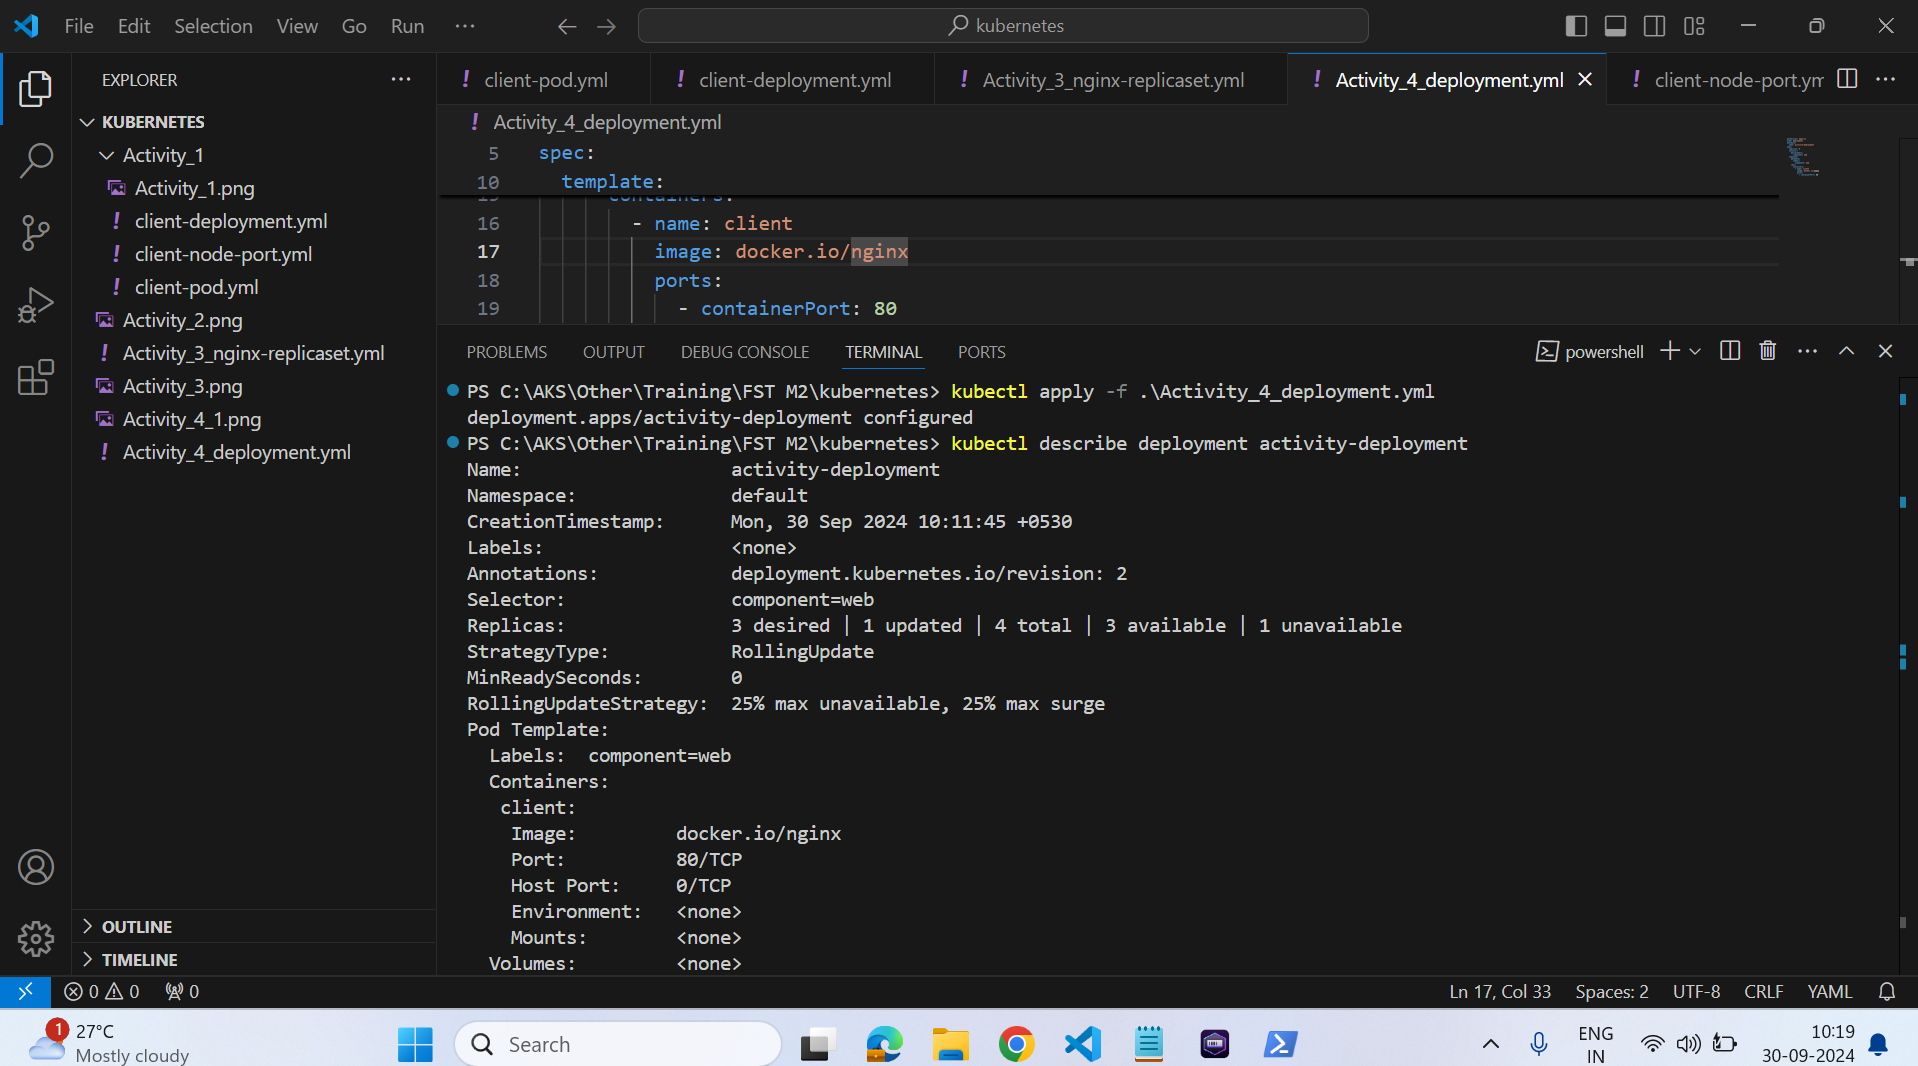 File Edit Selection View Go Run ···
kubernetes
EXPLORER
KUBERNETES
Activity_1
Activity_1.png
client-deployment.yml
client-node-port.yml
client-pod.yml
Activity_2.png
Activity_3_nginx-replicaset.yml
Activity_3.png
Activity_4_1.png
Activity_4_deployment.yml
OUTLINE
TIMELINE
! client-pod.yml ! client-deployment.yml ! Activity_3_nginx-replicaset.yml ! Activity_4_deployment.yml ! client-node-port.ym
! Activity_4_deployment.yml
5 spec:
10 template:
15 containers:
16 - name: client
17 image: docker.io/nginx
18 ports:
19 - containerPort: 80
PROBLEMS OUTPUT DEBUG CONSOLE TERMINAL PORTS
powershell
PS C:\AKS\Other\Training\FST M2\kubernetes> kubectl apply -f .\Activity_4_deployment.yml
deployment.apps/activity-deployment configured
PS C:\AKS\Other\Training\FST M2\kubernetes> kubectl describe deployment activity-deployment
Name: activity-deployment
Namespace: default
CreationTimestamp: Mon, 30 Sep 2024 10:11:45 +0530
Labels: <none>
Annotations: deployment.kubernetes.io/revision: 2
Selector: component=web
Replicas: 3 desired | 1 updated | 4 total | 3 available | 1 unavailable
StrategyType: RollingUpdate
MinReadySeconds: 0
RollingUpdateStrategy: 25% max unavailable, 25% max surge
Pod Template:
Labels: component=web
Containers:
client:
Image: docker.io/nginx
Port: 80/TCP
Host Port: 0/TCP
Environment: <none>
Mounts: <none>
Volumes: <none>
0 0 0
Ln 17, Col 33 Spaces: 2 UTF-8 CRLF YAML
1 27°C
Mostly cloudy
Search
ENG
IN
10:19
30-09-2024